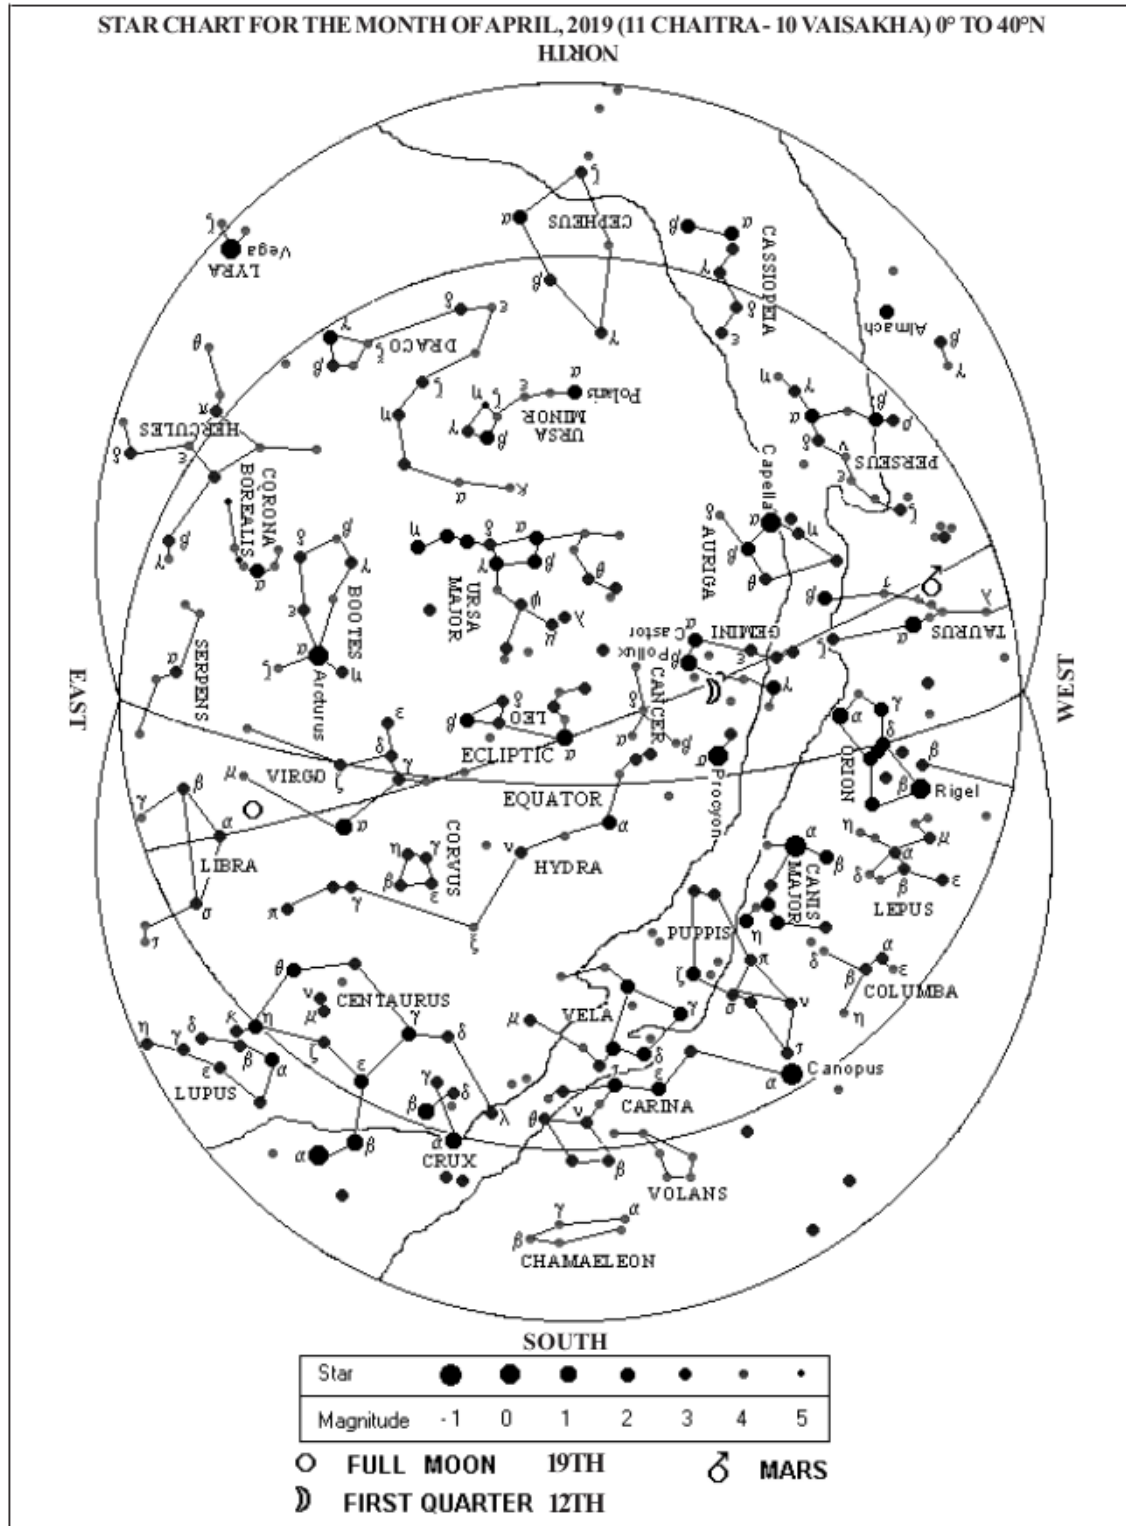 STAR CHART FOR THE MONTH OF APRIL, 2019 (11 CHAITRA - 10 VAISAKHA) 0° TO 40°N
NORTH
ζ
α
CEPHEUS
β
γ
β α
γ
δ
ε
CASSIOPEIA
ζ
Vega
LYRA
Almach
β
γ
γ
β
ξ
δ
ε
DRACO
ζ
η
α
κ
θ
π
HERCULES
δ
ε
β
γ
α
Polaris
ε
ζ
η
γ
β
URSA
MINOR
η
γ
α
β
ρ
δ
ν
ε
ζ
PERSEUS
CORONA
BOREALIS
α
Capella
α
δ
β
η
θ
AURIGA
δ
β
γ
ε
α
ζ
η
BOOTES
Arcturus
η
δ
α
γ
β
θ
ψ
λ
μ
URSA
MAJOR
β
τ
λ
α
ζ
TAURUS
α
Castor
GEMINI
β
Pollux
ε
γ
SERPENS
α
EAST
WEST
CANCER
δ
α
β
δ
β
LEO
α
ECLIPTIC
ε
δ
γ
VIRGO
ζ
μ
α
EQUATOR
α
Procyon
α
γ
δ
β
ORION
β
Rigel
γ
β
α
LIBRA
σ
τ
CORVUS
γ
β
ε
ν
HYDRA
α
π
γ
ζ
α
β
CANIS
MAJOR
η
η
μ
α
δ
β
ε
LEPUS
PUPPIS
π
ζ
σ
ν
τ
δ
α
β
ε
COLUMBA
η
θ
CENTAURUS
ν
μ
κ
η
γ
δ
ζ
ε
λ
α
β
VELA
μ
γ
δ
η
γ
δ
β
ε
α
LUPUS
α
Canopus
ι
ε
CARINA
ν
θ
β
γ
δ
β
α
CRUX
VOLANS
γ
α
β
CHAMAELEON
SOUTH
Star
Magnitude -1 0 1 2 3 4 5
FULL MOON 19TH
MARS
FIRST QUARTER 12TH